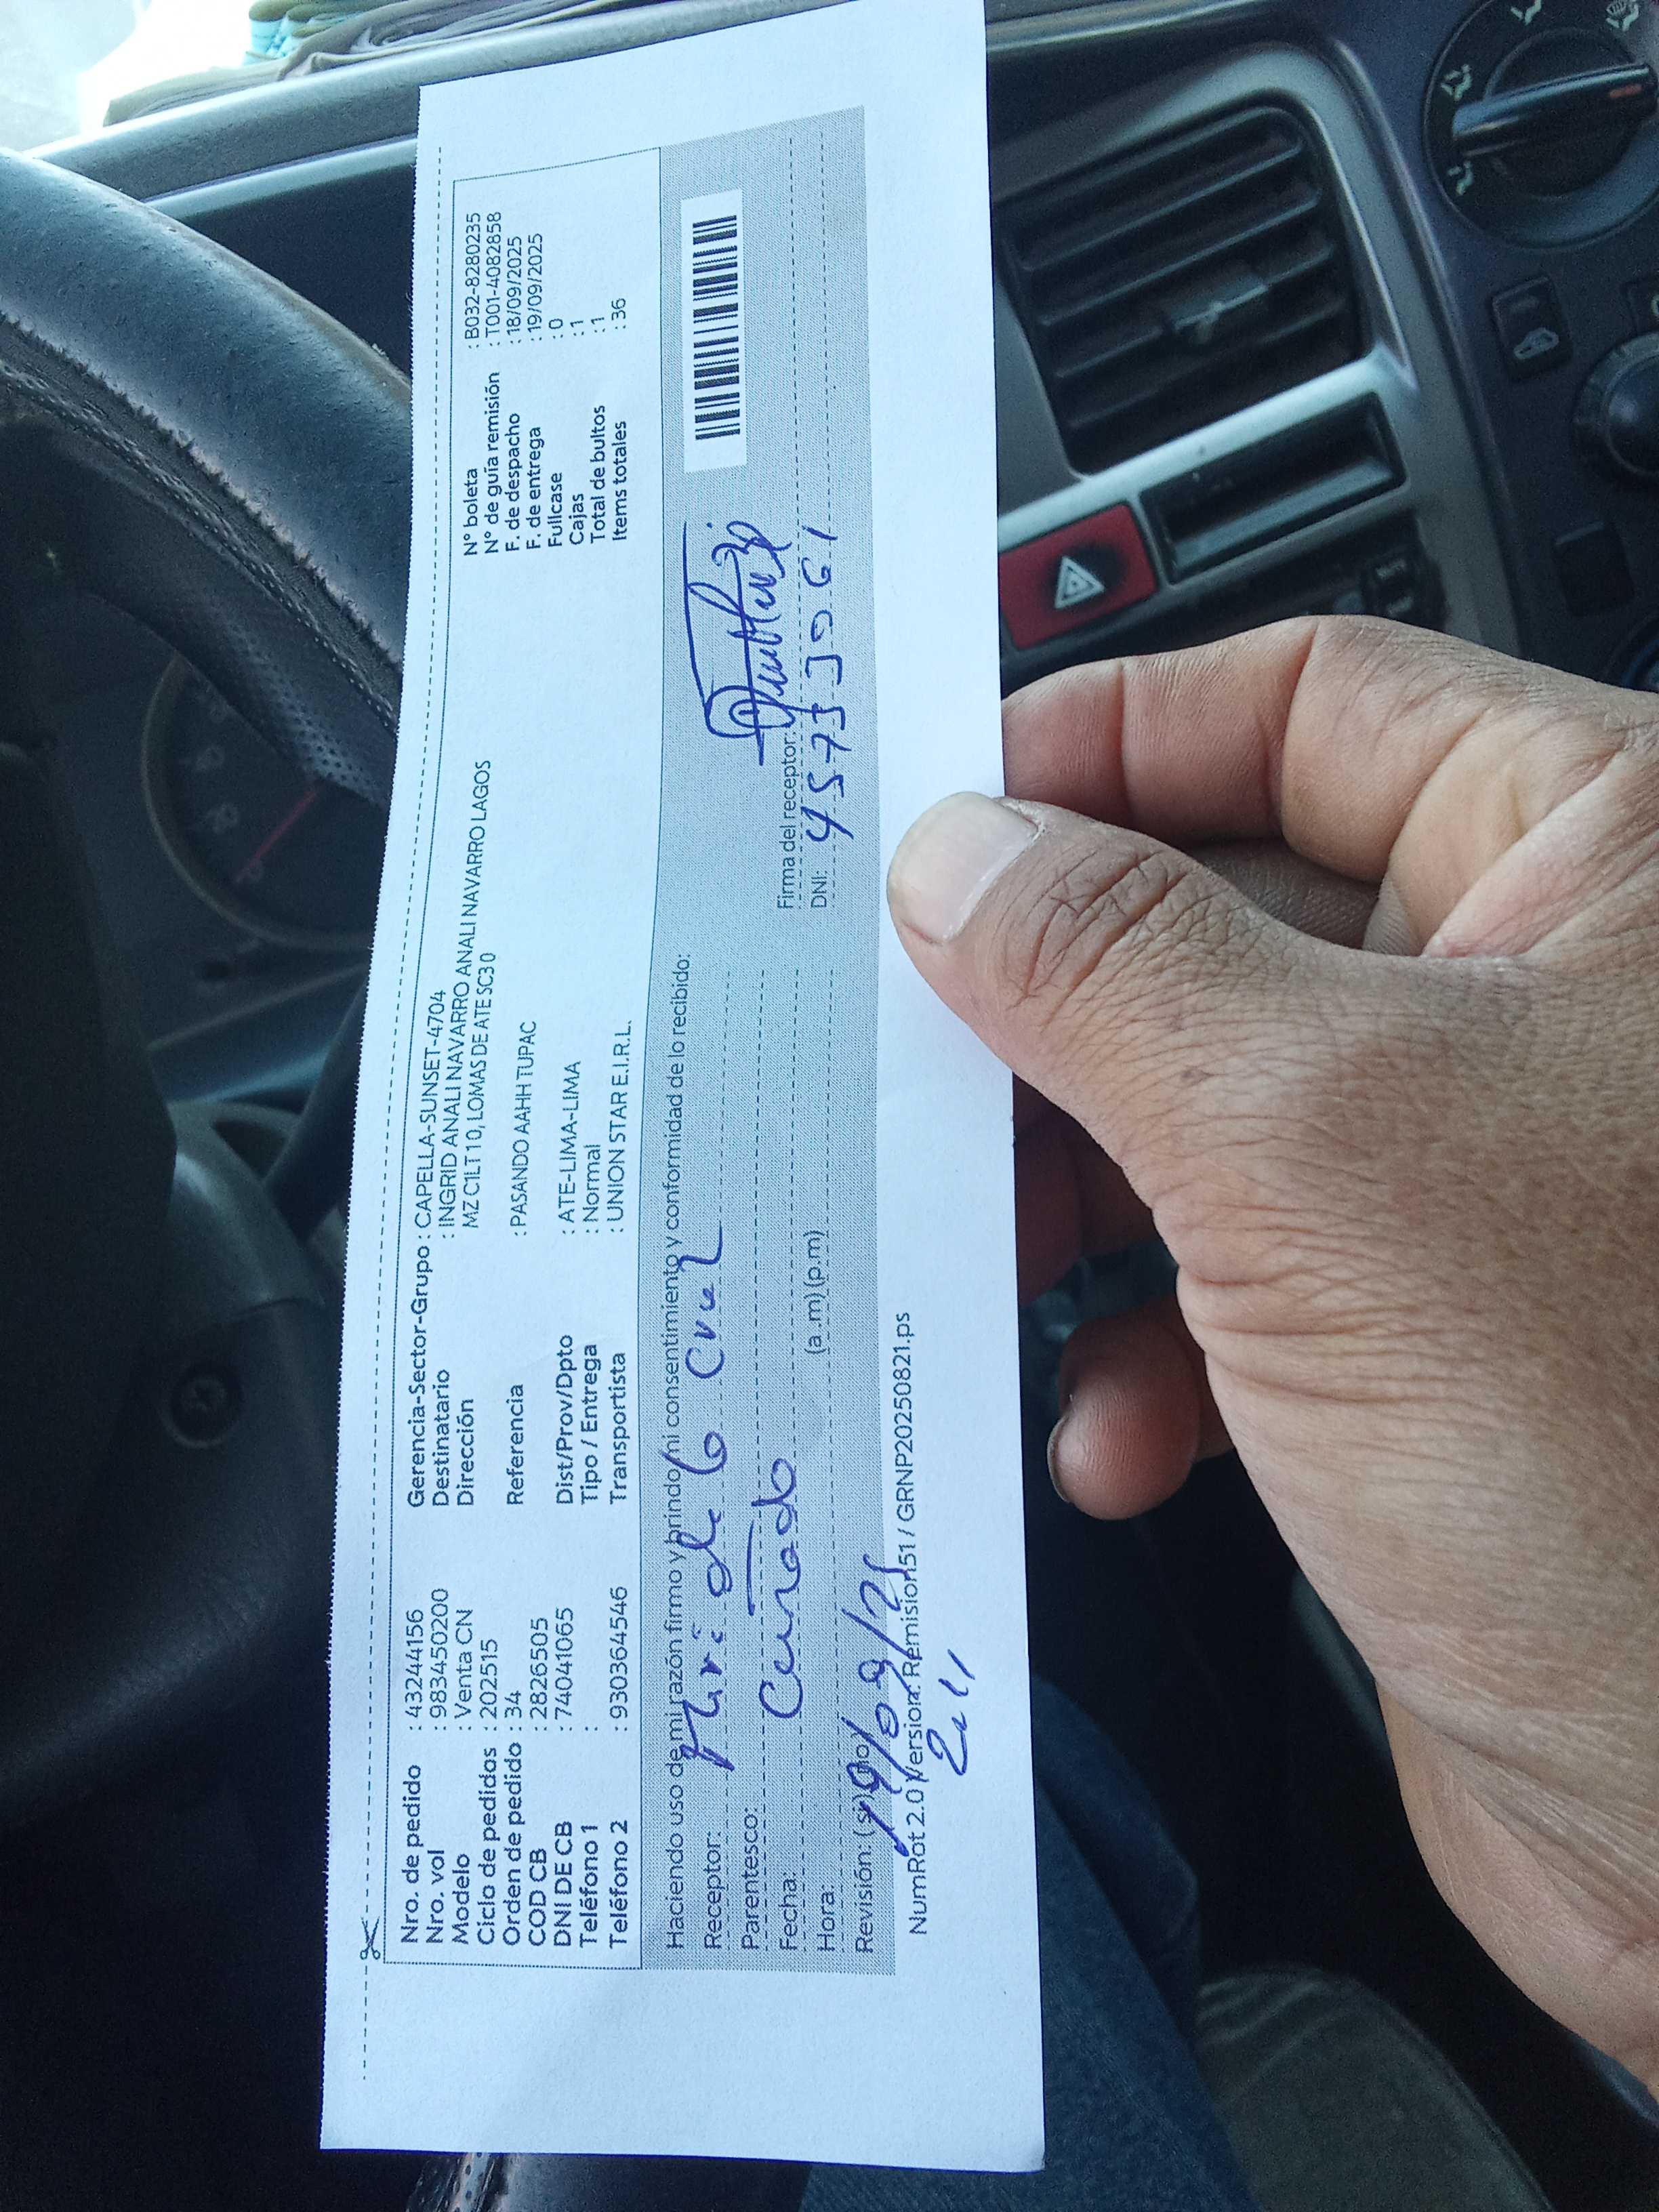 Nro. de pedido : 43244156
Nro. vol : 983450200
Modelo : Venta CN
Ciclo de pedidos : 202515
Orden de pedido : 34
COD CB : 2826505
DNI DE CB : 74041065
Teléfono 1 :
Teléfono 2 : 930364546
Gerencia-Sector-Grupo : CAPELLA-SUNSET-4704
Destinatario : INGRID ANALI NAVARRO ANALI NAVARRO LAGOS
Dirección MZ C1LT 10, LOMAS DE ATE SC30
Referencia : PASANDO AAHH TUPAC
Dist/Prov/Dpto : ATE-LIMA-LIMA
Tipo / Entrega : Normal
Transportista : UNION STAR E.I.R.L.
N° boleta : B032-8280235
N° de guía remisión : T001-4082858
F. de despacho : 18/09/2025
F. de entrega : 19/09/2025
Fullcase : 0
Cajas : 1
Total de bultos : 1
Items totales : 36
Haciendo uso de mi razón firmo y brindo mi consentimiento y conformidad de lo recibido:
Receptor: de la Cruz
Parentesco: Cuñado
Fecha:
Hora: (a.m) (p.m)
Revisión: (si) (no) 19/09/25
Firma del receptor:
DNI:
NumRot 2.0 / Version: Remision51 / GRNP20250821.ps